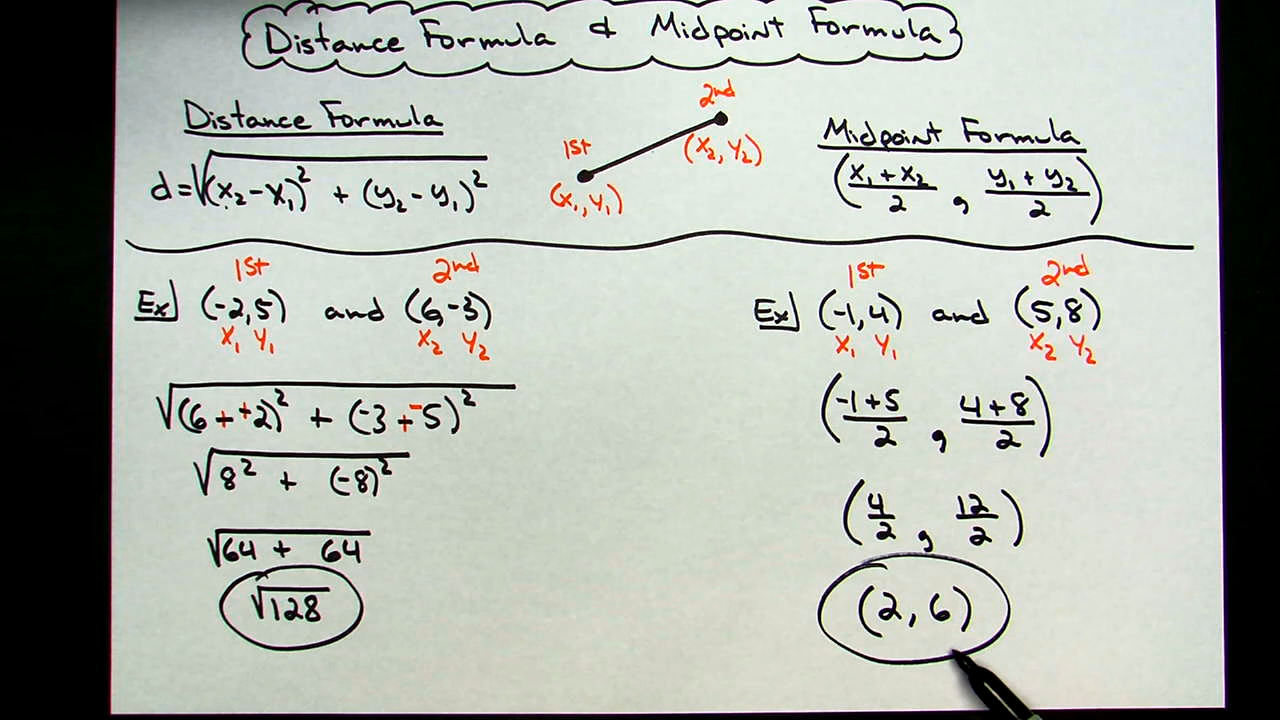 Distance Formula & Midpoint Formula
Distance Formula
d = √(x₂ - x₁)² + (y₂ - y₁)²
1st
(x₁, y₁)
2nd
(x₂, y₂)
Midpoint Formula
(x₁ + x₂ / 2 , y₁ + y₂ / 2)
1st 2nd
Ex] (-2,5) and (6,-3)
x₁ y₁ x₂ y₂
√(6 + +2)² + (-3 + -5)²
√8² + (-8)²
√64 + 64
√128
1st 2nd
Ex] (-1,4) and (5,8)
x₁ y₁ x₂ y₂
(-1+5 / 2 , 4+8 / 2)
(4/2 , 12/2)
(2, 6)